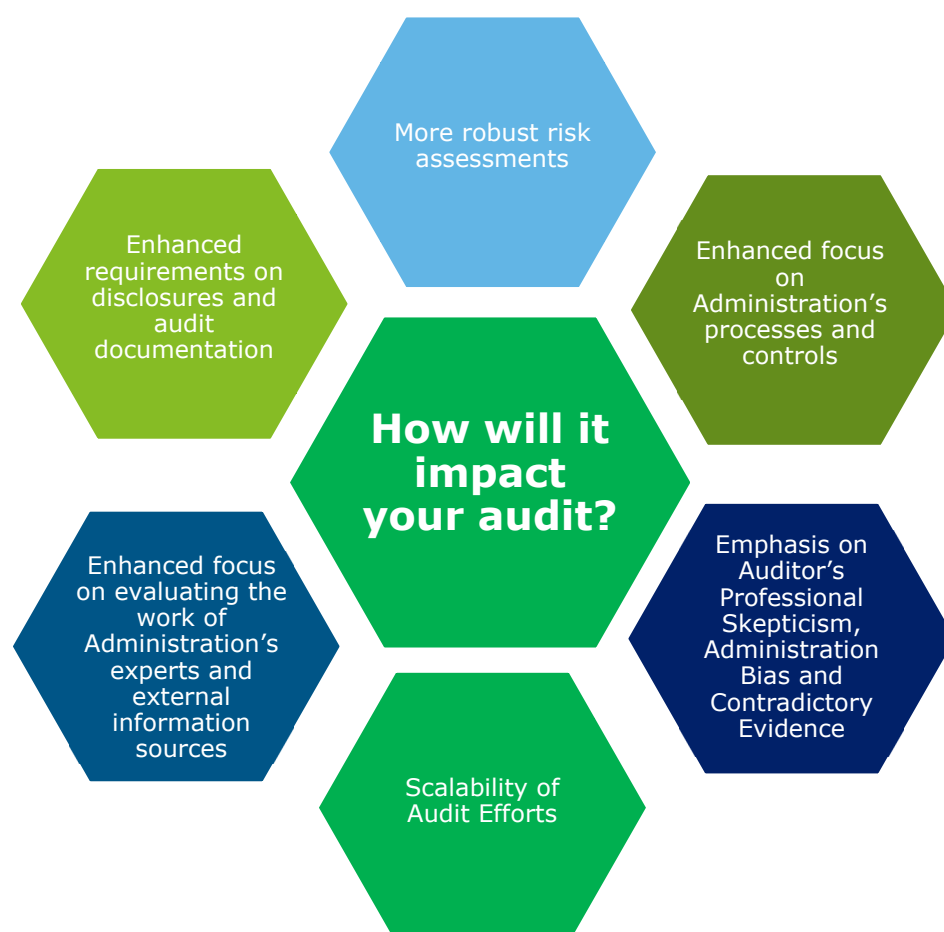 More robust risk
assessments
Enhanced
requirements on
disclosures and
audit
documentation
Enhanced focus
on
Administration’s
processes and
controls
How will it
impact
your audit?
Enhanced focus
on evaluating the
work of
Administration’s
experts and
external
information
sources
Emphasis on
Auditor’s
Professional
Skepticism,
Administration
Bias and
Contradictory
Evidence
Scalability of
Audit Efforts